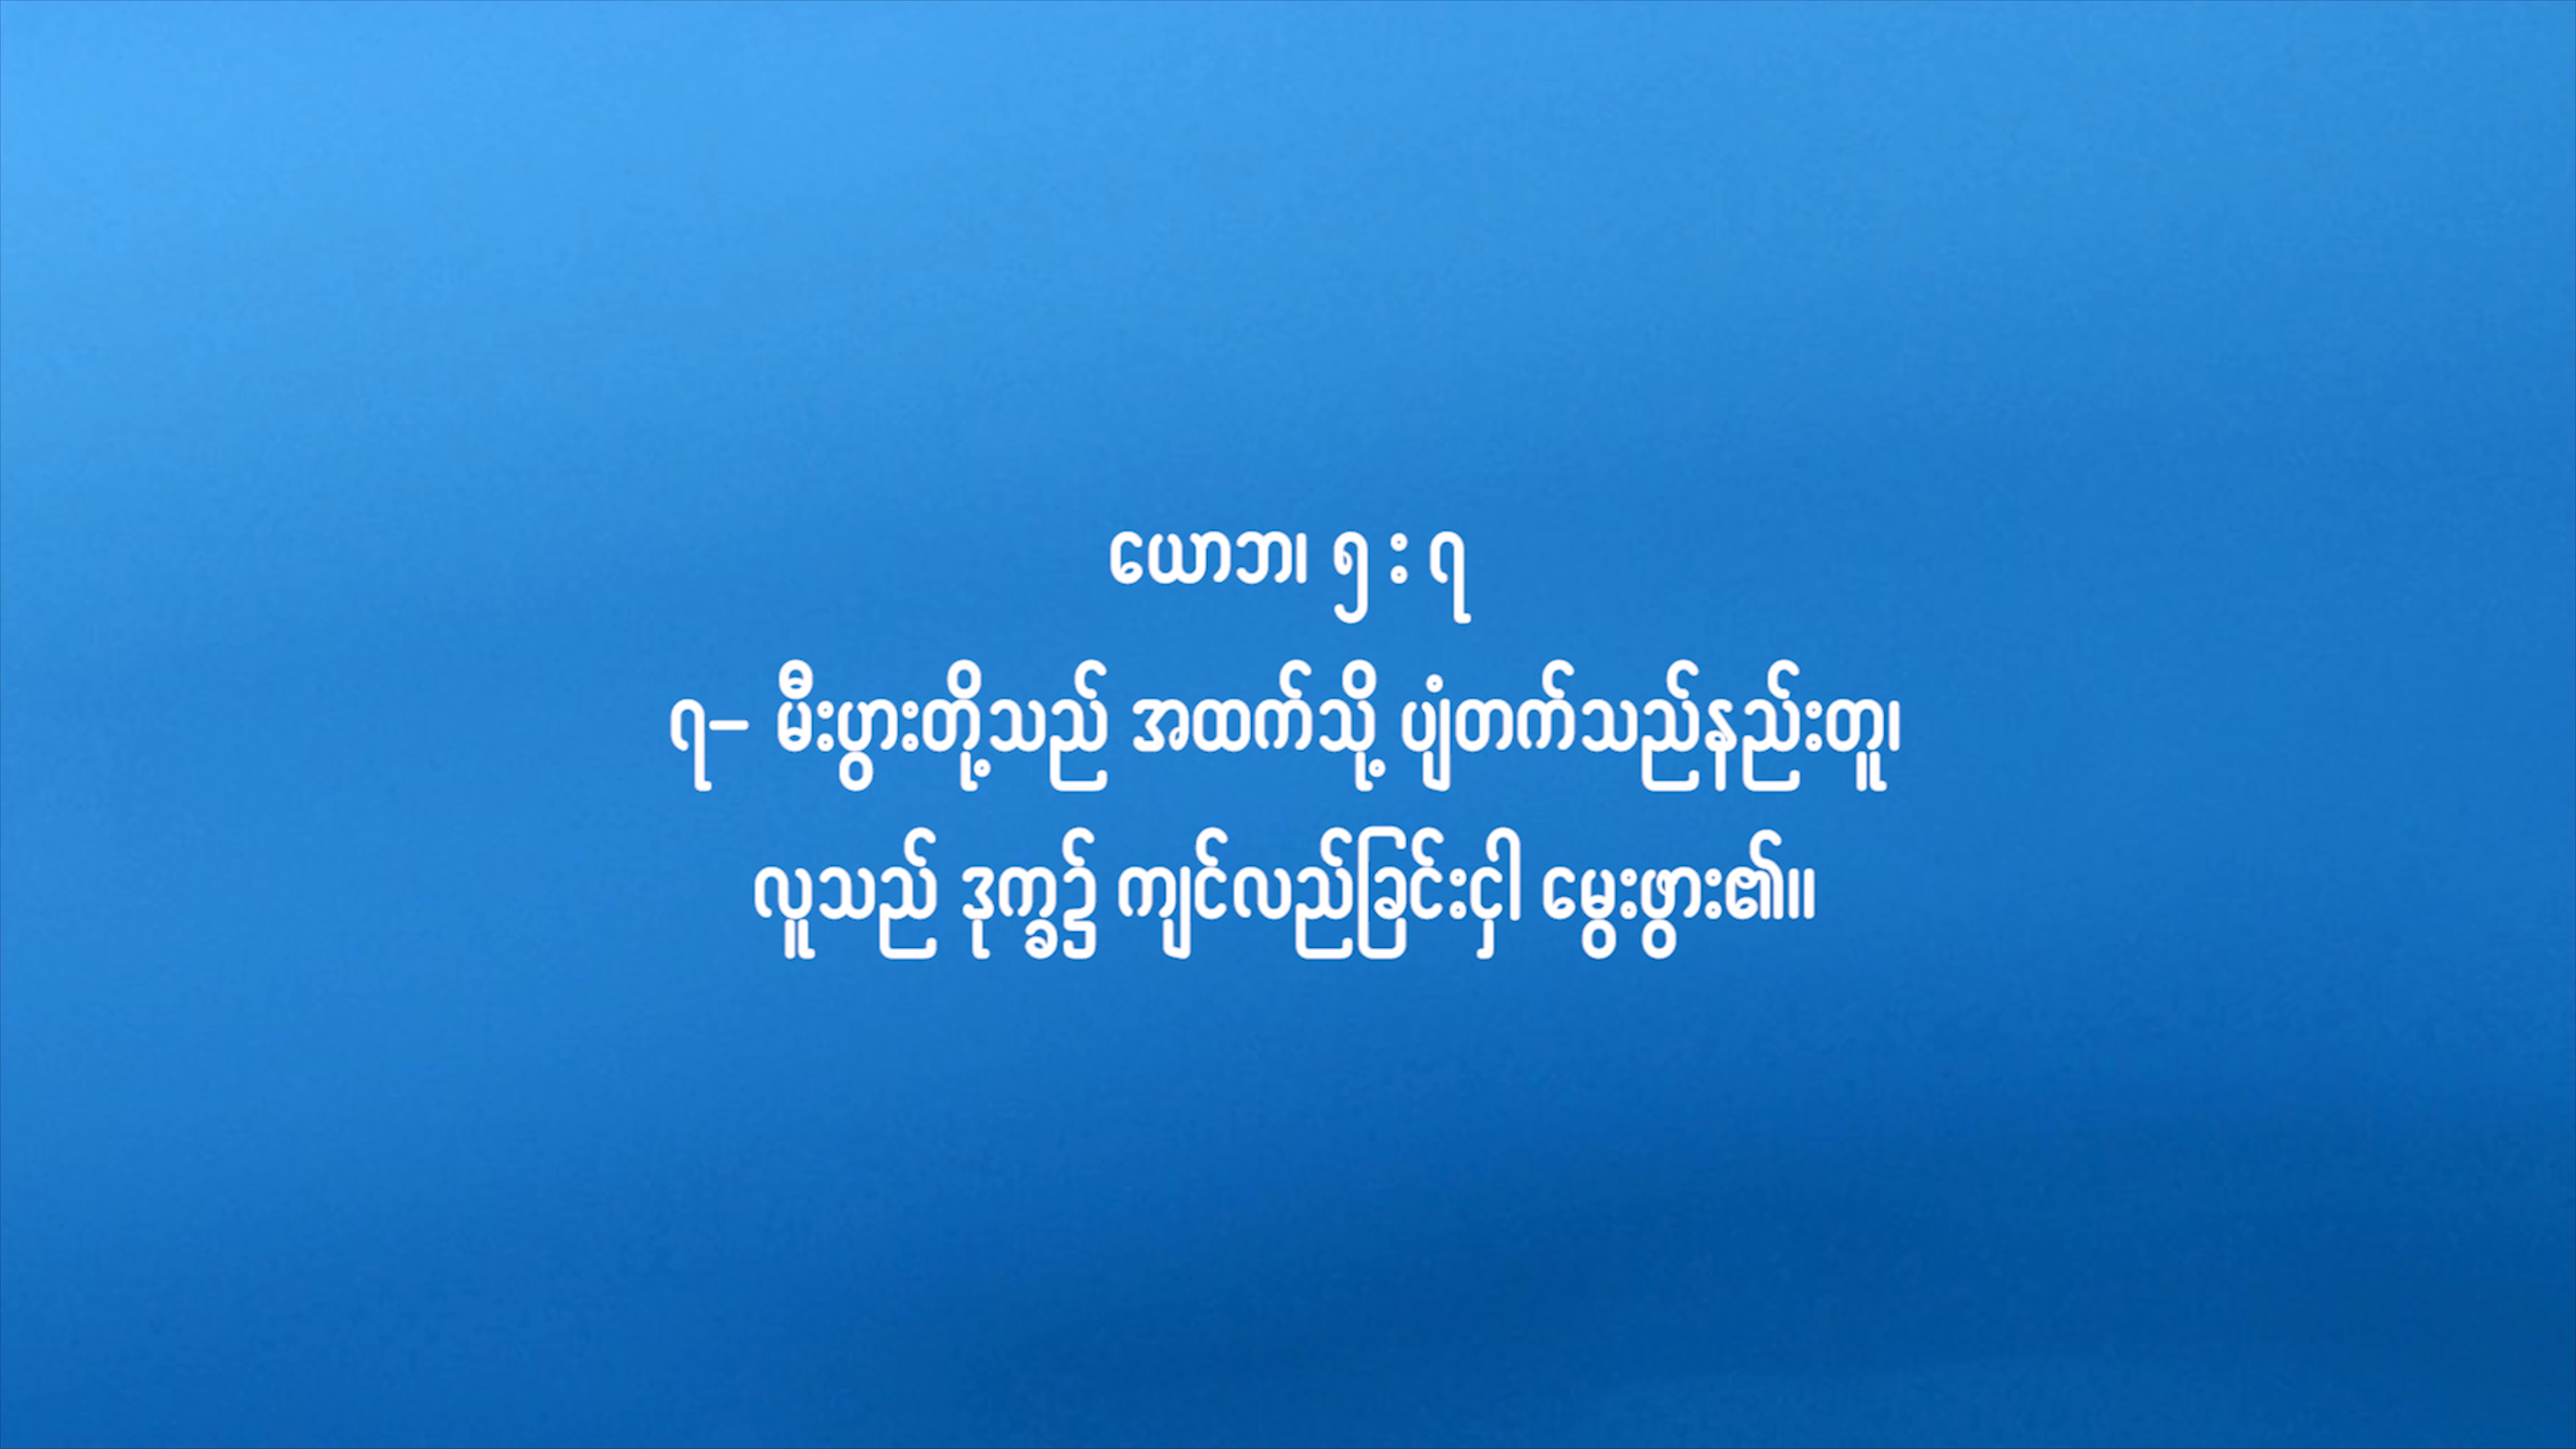 ယောဘ၊ ၅ : ၇
၇– မီးပွားတို့သည် အထက်သို့ ပျံတက်သည်နည်းတူ၊
လူသည် ဒုက္ခ၌ ကျင်လည်ခြင်းငှါ မွေးဖွား၏။